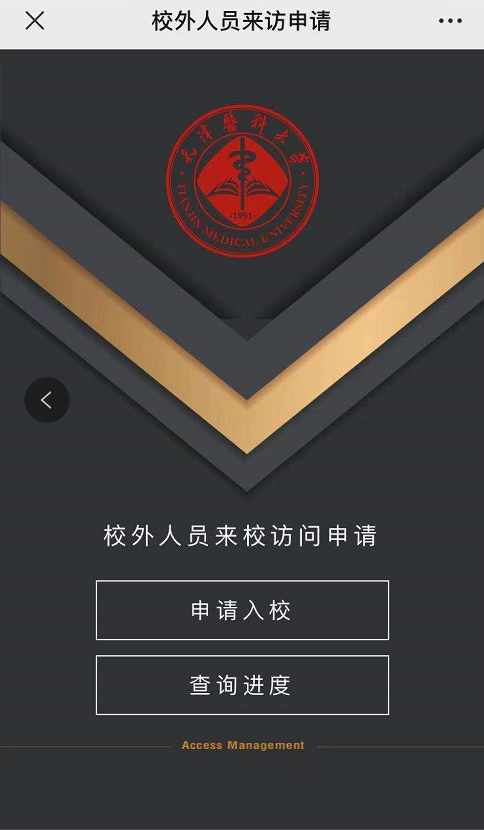 校外人员来访申请
天津醫科大學
TIANJIN MEDICAL UNIVERSITY
·1951·
校外人员来校访问申请
申请入校
查询进度
Access Management